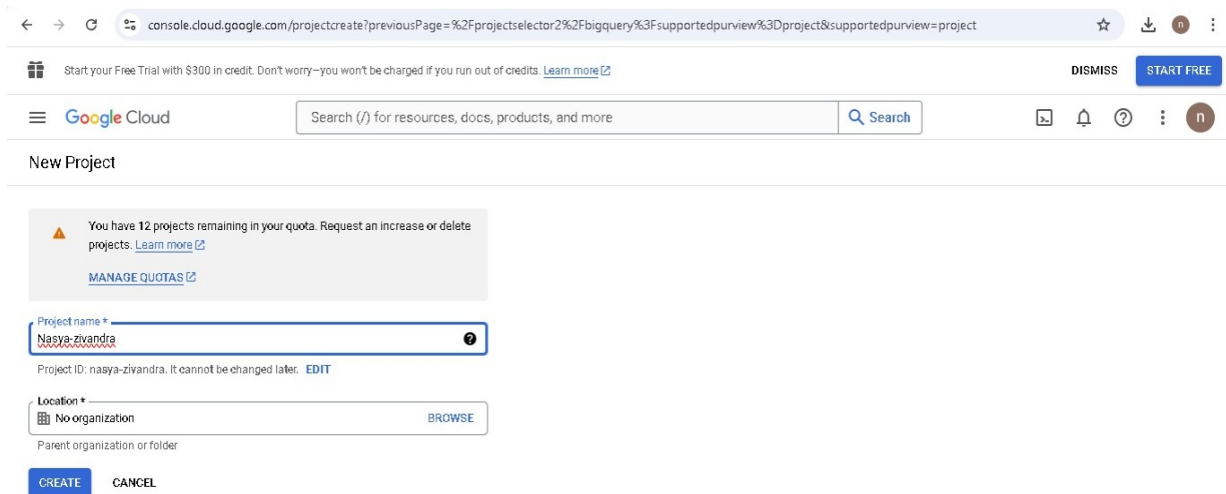 console.cloud.google.com/projectcreate?previousPage=%2Fprojectselector2%2Fbigquery%3Fsupportedpurview%3Dproject&supportedpurview=project
n
Start your Free Trial with $300 in credit. Don't worry—you won't be charged if you run out of credits. Learn more
DISMISS
START FREE
Google Cloud
Search (/) for resources, docs, products, and more
Search
n
New Project
You have 12 projects remaining in your quota. Request an increase or delete
projects. Learn more
MANAGE QUOTAS
Project name *
Nasya-zivandra
Project ID: nasya-zivandra. It cannot be changed later. EDIT
Location *
No organization
BROWSE
Parent organization or folder
CREATE
CANCEL